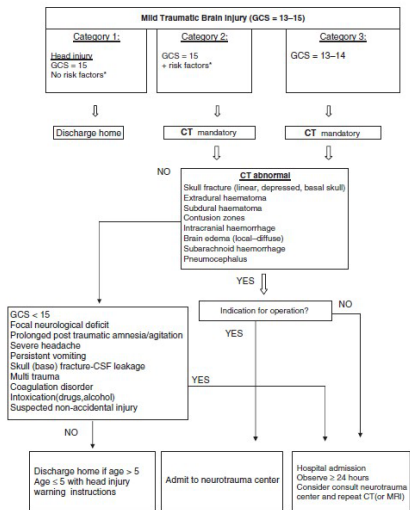 Mild Traumatic Brain Injury (GCS = 13–15)
Category 1:
Head injury
GCS = 15
No risk factors*
Category 2:
GCS = 15
+ risk factors*
Category 3:
GCS = 13–14
Discharge home
CT mandatory
CT mandatory
NO
CT abnormal
Skull fracture (linear, depressed, basal skull)
Extradural haematoma
Subdural haematoma
Contusion zones
Intracranial haemorrhage
Brain edema (local–diffuse)
Subarachnoid haemorrhage
Pneumocephalus
YES
GCS < 15
Focal neurological deficit
Prolonged post traumatic amnesia/agitation
Severe headache
Persistent vomiting
Skull (base) fracture-CSF leakage
Multi trauma
Coagulation disorder
Intoxication(drugs,alcohol)
Suspected non-accidental injury
Indication for operation?
NO
YES
YES
NO
Discharge home if age > 5
Age ≤ 5 with head injury
warning instructions
Admit to neurotrauma center
Hospital admission
Observe ≥ 24 hours
Consider consult neurotrauma
center and repeat CT(or MRI)